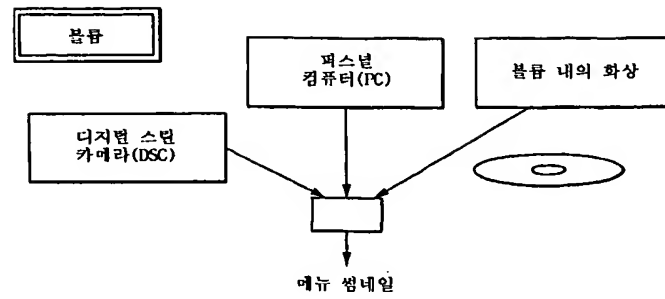 볼륨
퍼스널
컴퓨터(PC)
볼륨 내의 화상
디지털 스틸
카메라(DSC)
메뉴 썸네일